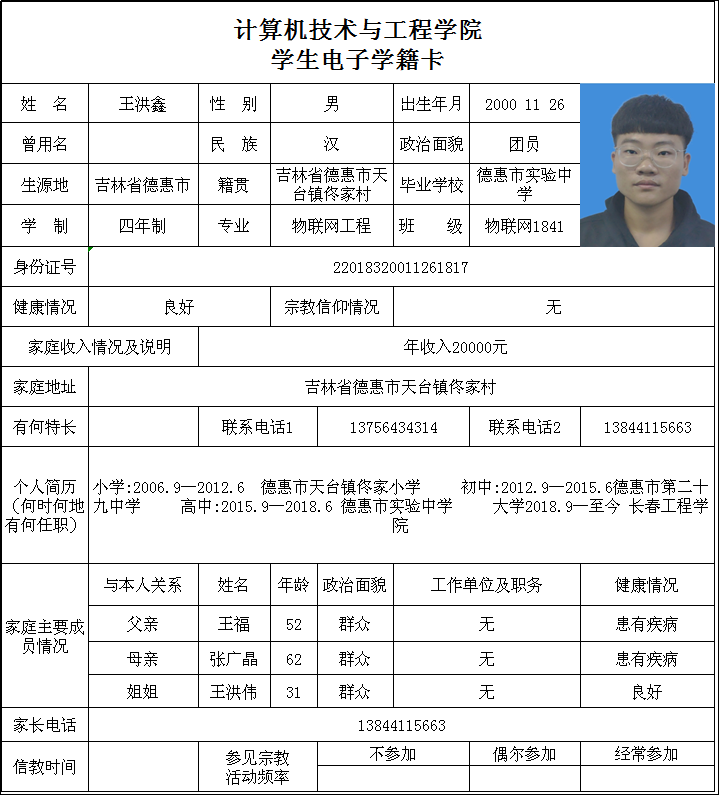 计算机技术与工程学院
学生电子学籍卡
姓 名 王洪鑫 性 别 男 出生年月 2000 11 26
曾用名 民 族 汉 政治面貌 团员
生源地 吉林省德惠市 籍贯 吉林省德惠市天台镇佟家村 毕业学校 德惠市实验中学
学 制 四年制 专业 物联网工程 班 级 物联网1841
身份证号 22018320011261817
健康情况 良好 宗教信仰情况 无
家庭收入情况及说明 年收入20000元
家庭地址 吉林省德惠市天台镇佟家村
有何特长 联系电话1 13756434314 联系电话2 13844115663
个人简历（何时何地有何任职）
小学:2006.9—2012.6 德惠市天台镇佟家小学 初中:2012.9—2015.6德惠市第二十
九中学 高中:2015.9—2018.6 德惠市实验中学 大学2018.9—至今 长春工程学
院
家庭主要成员情况
与本人关系 姓名 年龄 政治面貌 工作单位及职务 健康情况
父亲 王福 52 群众 无 患有疾病
母亲 张广晶 62 群众 无 患有疾病
姐姐 王洪伟 31 群众 无 良好
家长电话 13844115663
信教时间 参见宗教活动频率 不参加 偶尔参加 经常参加